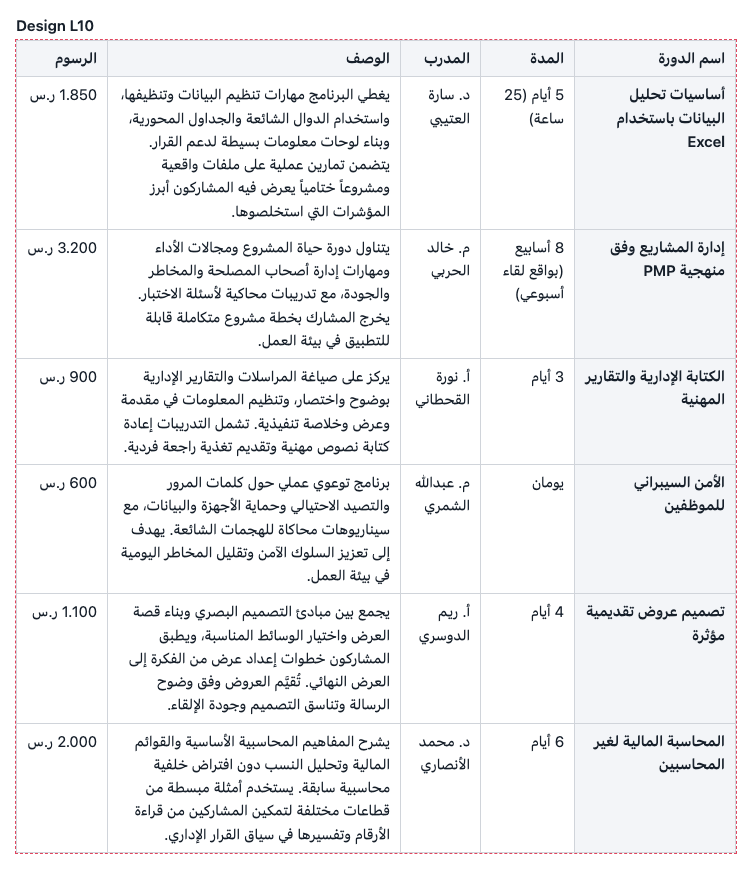 Design L10
اسم الدورة
المدة
المدرب
الوصف
الرسوم
أساسيات تحليل
البيانات باستخدام
Excel
5 أيام (25
ساعة)
د. سارة
العتيبي
يغطي البرنامج مهارات تنظيم البيانات وتنظيفها،
واستخدام الدوال الشائعة والجداول المحورية،
وبناء لوحات معلومات بسيطة لدعم القرار.
يتضمن تمارين عملية على ملفات واقعية
ومشروعاً ختامياً يعرض فيه المشاركون أبرز
المؤشرات التي استخلصوها.
1.850 ر.س
إدارة المشاريع وفق
منهجية PMP
8 أسابيع
(بواقع لقاء
أسبوعي)
م. خالد
الحربي
يتناول دورة حياة المشروع ومجالات الأداء
ومهارات إدارة أصحاب المصلحة والمخاطر
والجودة، مع تدريبات محاكية لأسئلة الاختبار.
يخرج المشارك بخطة مشروع متكاملة قابلة
للتطبيق في بيئة العمل.
3.200 ر.س
الكتابة الإدارية والتقارير
المهنية
3 أيام
أ. نورة
القحطاني
يركز على صياغة المراسلات والتقارير الإدارية
بوضوح واختصار، وتنظيم المعلومات في مقدمة
وعرض وخلاصة تنفيذية. تشمل التدريبات إعادة
كتابة نصوص مهنية وتقديم تغذية راجعة فردية.
900 ر.س
الأمن السيبراني
للموظفين
يومان
م. عبدالله
الشمري
برنامج توعوي عملي حول كلمات المرور
والتصيد الاحتيالي وحماية الأجهزة والبيانات، مع
سيناريوهات محاكاة للهجمات الشائعة. يهدف
إلى تعزيز السلوك الآمن وتقليل المخاطر اليومية
في بيئة العمل.
600 ر.س
تصميم عروض تقديمية
مؤثرة
4 أيام
أ. ريم
الدوسري
يجمع بين مبادئ التصميم البصري وبناء قصة
العرض واختيار الوسائط المناسبة، ويطبق
المشاركون خطوات إعداد عرض من الفكرة إلى
العرض النهائي. تُقيَّم العروض وفق وضوح
الرسالة وتناسق التصميم وجودة الإلقاء.
1.100 ر.س
المحاسبة المالية لغير
المحاسبين
6 أيام
د. محمد
الأنصاري
يشرح المفاهيم المحاسبية الأساسية والقوائم
المالية وتحليل النسب دون افتراض خلفية
محاسبية سابقة. يستخدم أمثلة مبسطة من
قطاعات مختلفة لتمكين المشاركين من قراءة
الأرقام وتفسيرها في سياق القرار الإداري.
2.000 ر.س